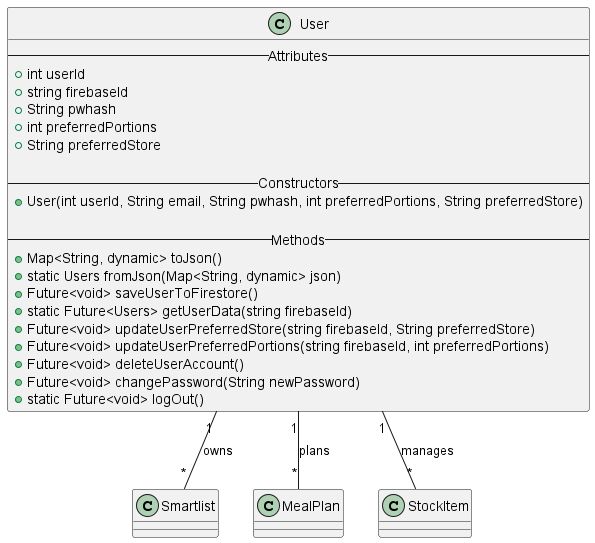 C User
Attributes
int userId
string firebaseId
String pwhash
int preferredPortions
String preferredStore
Constructors
User(int userId, String email, String pwhash, int preferredPortions, String preferredStore)
Methods
Map<String, dynamic> toJson()
static Users fromJson(Map<String, dynamic> json)
Future<void> saveUserToFirestore()
static Future<Users> getUserData(string firebaseId)
Future<void> updateUserPreferredStore(string firebaseId, String preferredStore)
Future<void> updateUserPreferredPortions(string firebaseId, int preferredPortions)
Future<void> deleteUserAccount()
Future<void> changePassword(String newPassword)
static Future<void> logOut()
1 1 1
owns plans manages
* * *
C Smartlist C MealPlan C StockItem